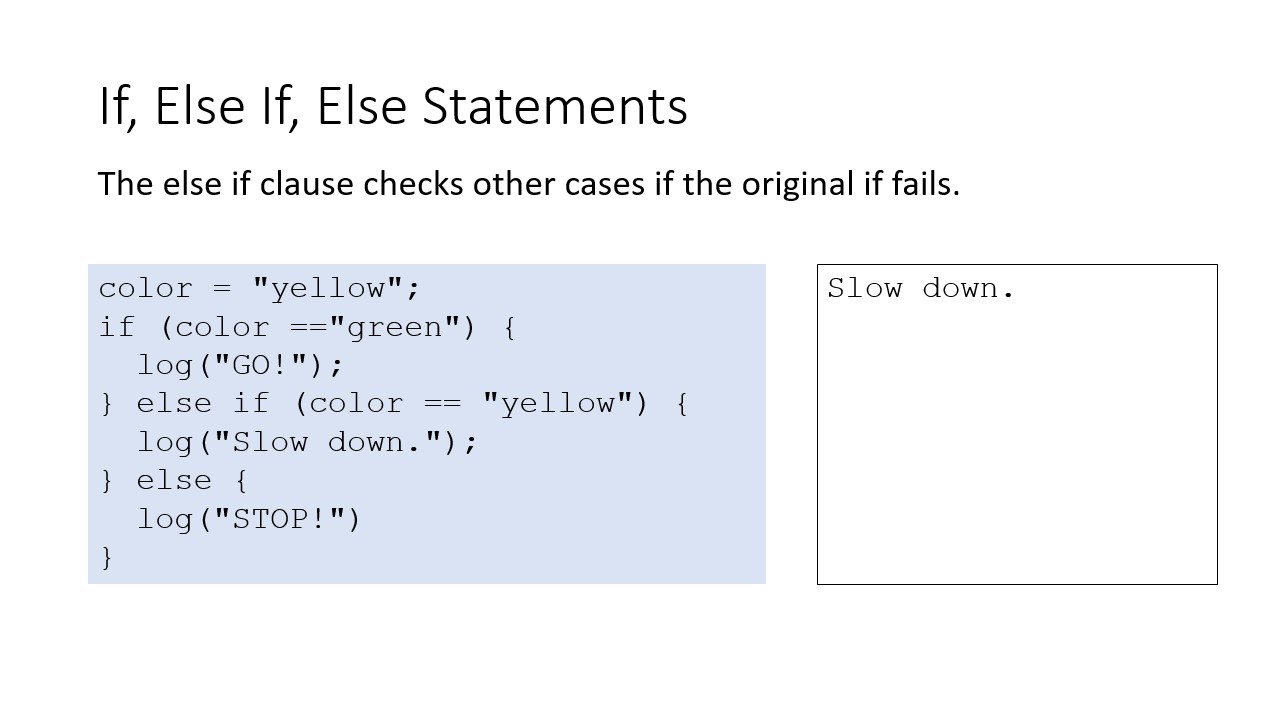 If, Else If, Else Statements
The else if clause checks other cases if the original if fails.
color = "yellow";
if (color =="green") {
  log("GO!");
} else if (color == "yellow") {
  log("Slow down.");
} else {
  log("STOP!")
}
Slow down.